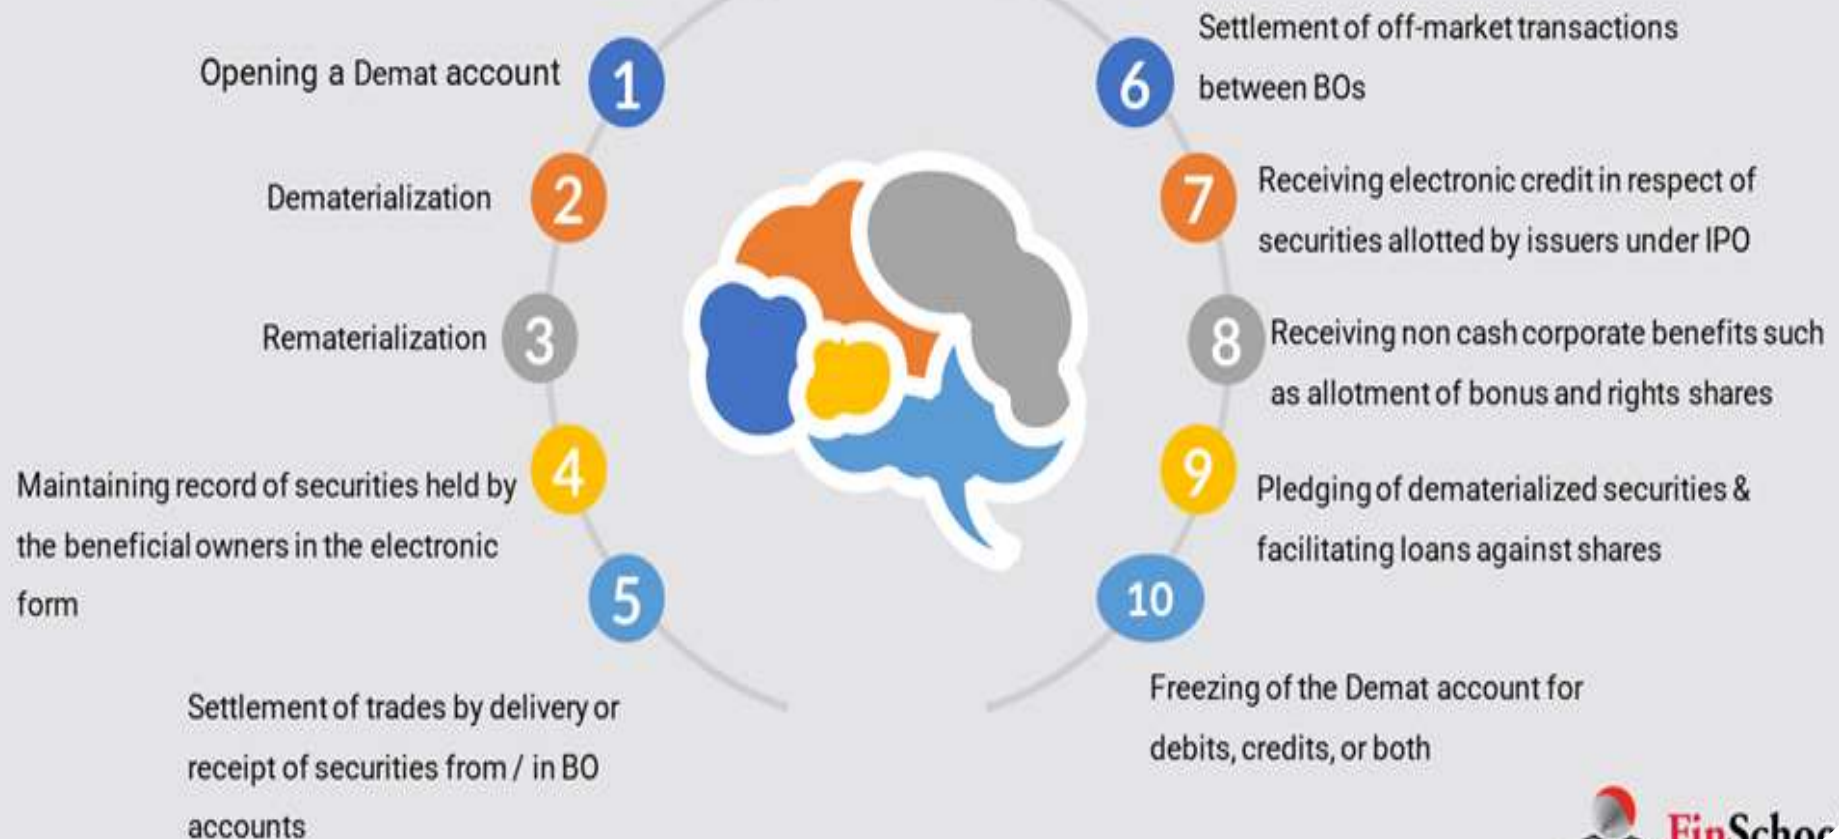 1
Opening a Demat account
2
Dematerialization
3
Rematerialization
4
Maintaining record of securities held by
the beneficial owners in the electronic
form
5
Settlement of trades by delivery or
receipt of securities from / in BO
accounts
6
Settlement of off-market transactions
between BOs
7
Receiving electronic credit in respect of
securities allotted by issuers under IPO
8
Receiving non cash corporate benefits such
as allotment of bonus and rights shares
9
Pledging of dematerialized securities &
facilitating loans against shares
10
Freezing of the Demat account for
debits, credits, or both